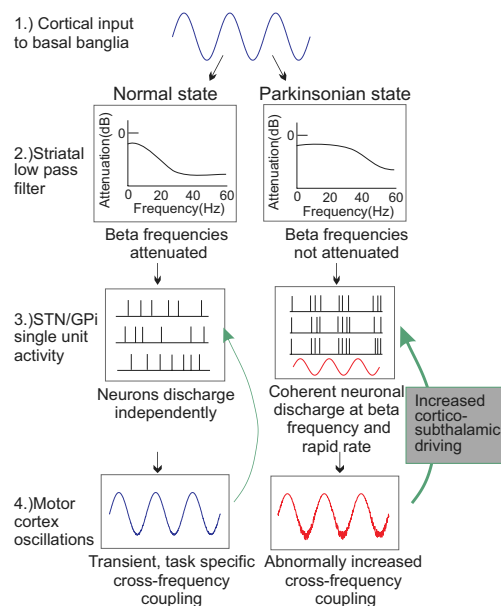 1.) Cortical input
to basal banglia
Normal state
Parkinsonian state
2.)Striatal
low pass
filter
Attenuation(dB)
0
0 20 40 60
Frequency(Hz)
Attenuation(dB)
0
0 20 40 60
Frequency(Hz)
Beta frequencies
attenuated
Beta frequencies
not attenuated
3.)STN/GPi
single unit
activity
Neurons discharge
independently
Coherent neuronal
discharge at beta
frequency and
rapid rate
Increased
cortico-
subthalamic
driving
4.)Motor
cortex
oscillations
Transient, task specific
cross-frequency
coupling
Abnormally increased
cross-frequency
coupling